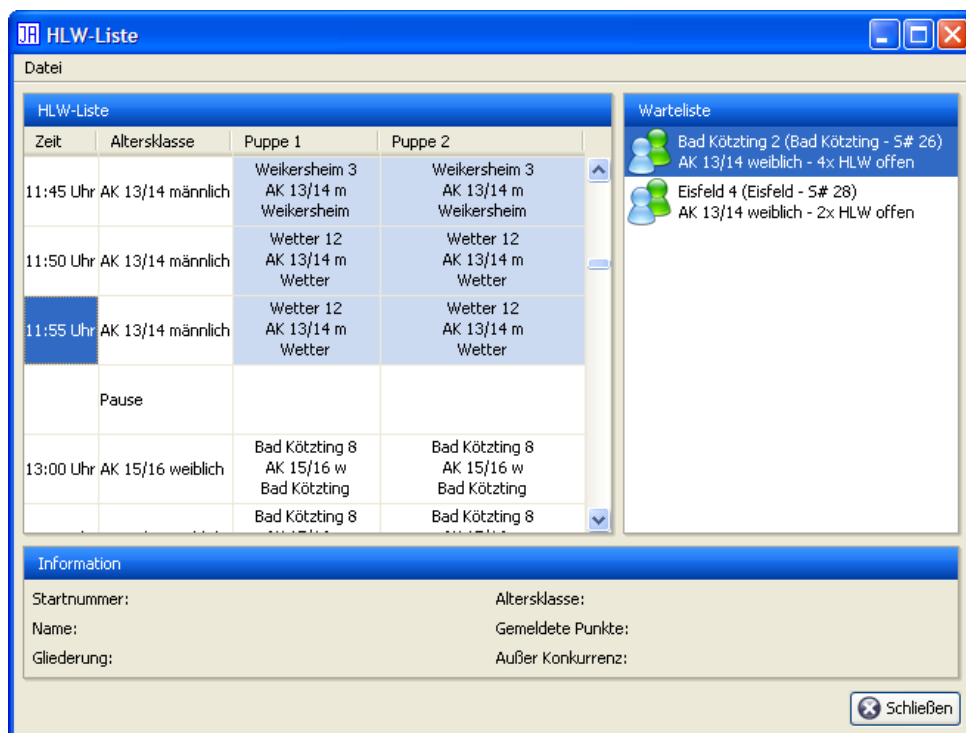 HLW-Liste
Datei
HLW-Liste
Zeit Altersklasse Puppe 1 Puppe 2
11:45 Uhr AK 13/14 männlich
Weikersheim 3 Weikersheim 3
AK 13/14 m AK 13/14 m
Weikersheim Weikersheim
11:50 Uhr AK 13/14 männlich
Wetter 12 Wetter 12
AK 13/14 m AK 13/14 m
Wetter Wetter
11:55 Uhr AK 13/14 männlich
Wetter 12 Wetter 12
AK 13/14 m AK 13/14 m
Wetter Wetter
Pause
13:00 Uhr AK 15/16 weiblich
Bad Kötzting 8 Bad Kötzting 8
AK 15/16 w AK 15/16 w
Bad Kötzting Bad Kötzting
Bad Kötzting 8 Bad Kötzting 8
Warteliste
Bad Kötzting 2 (Bad Kötzting - S# 26)
AK 13/14 weiblich - 4x HLW offen
Eisfeld 4 (Eisfeld - S# 28)
AK 13/14 weiblich - 2x HLW offen
Information
Startnummer: Altersklasse:
Name: Gemeldete Punkte:
Gliederung: Außer Konkurrenz:
Schließen